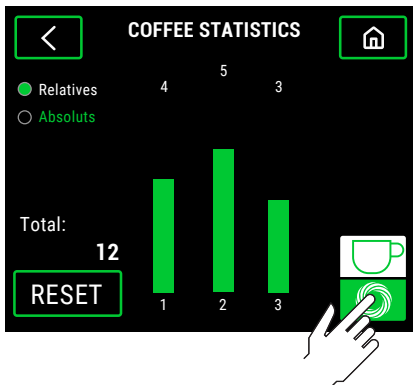 COFFEE STATISTICS
Relatives
Absoluts
4
5
3
Total:
12
RESET
1
2
3